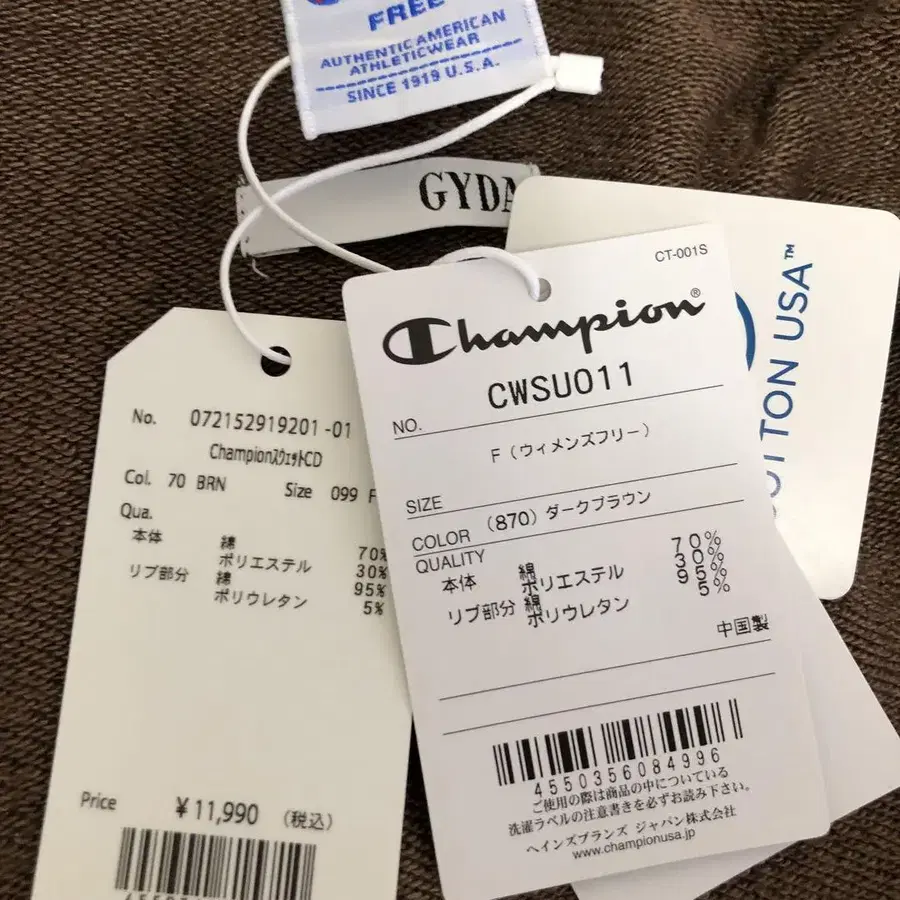 FREE
AUTHENTIC AMERICAN
ATHLETICWEAR
SINCE 1919 U.S.A.
GYDA
COTTON USA™
No. 072152919201-01
ChampionスウェットCD
Col. 70 BRN Size 099 F
Qua.
本体 綿 70%
ポリエステル 30%
リブ部分 綿 95%
ポリウレタン 5%
Price ¥11,990 (税込)
CT-001S
Champion®
NO. CWSU011
F(ウィメンズフリー)
SIZE
COLOR (870)ダークブラウン
QUALITY
本体 綿 70%
ポリエステル 30%
リブ部分 綿 95%
ポリウレタン 5%
中国製
4550356084996
ご使用の際は商品の中についている
洗濯ラベルの注意書きを必ずお読み下さい。
ヘインズブランズ ジャパン株式会社
www.championusa.jp